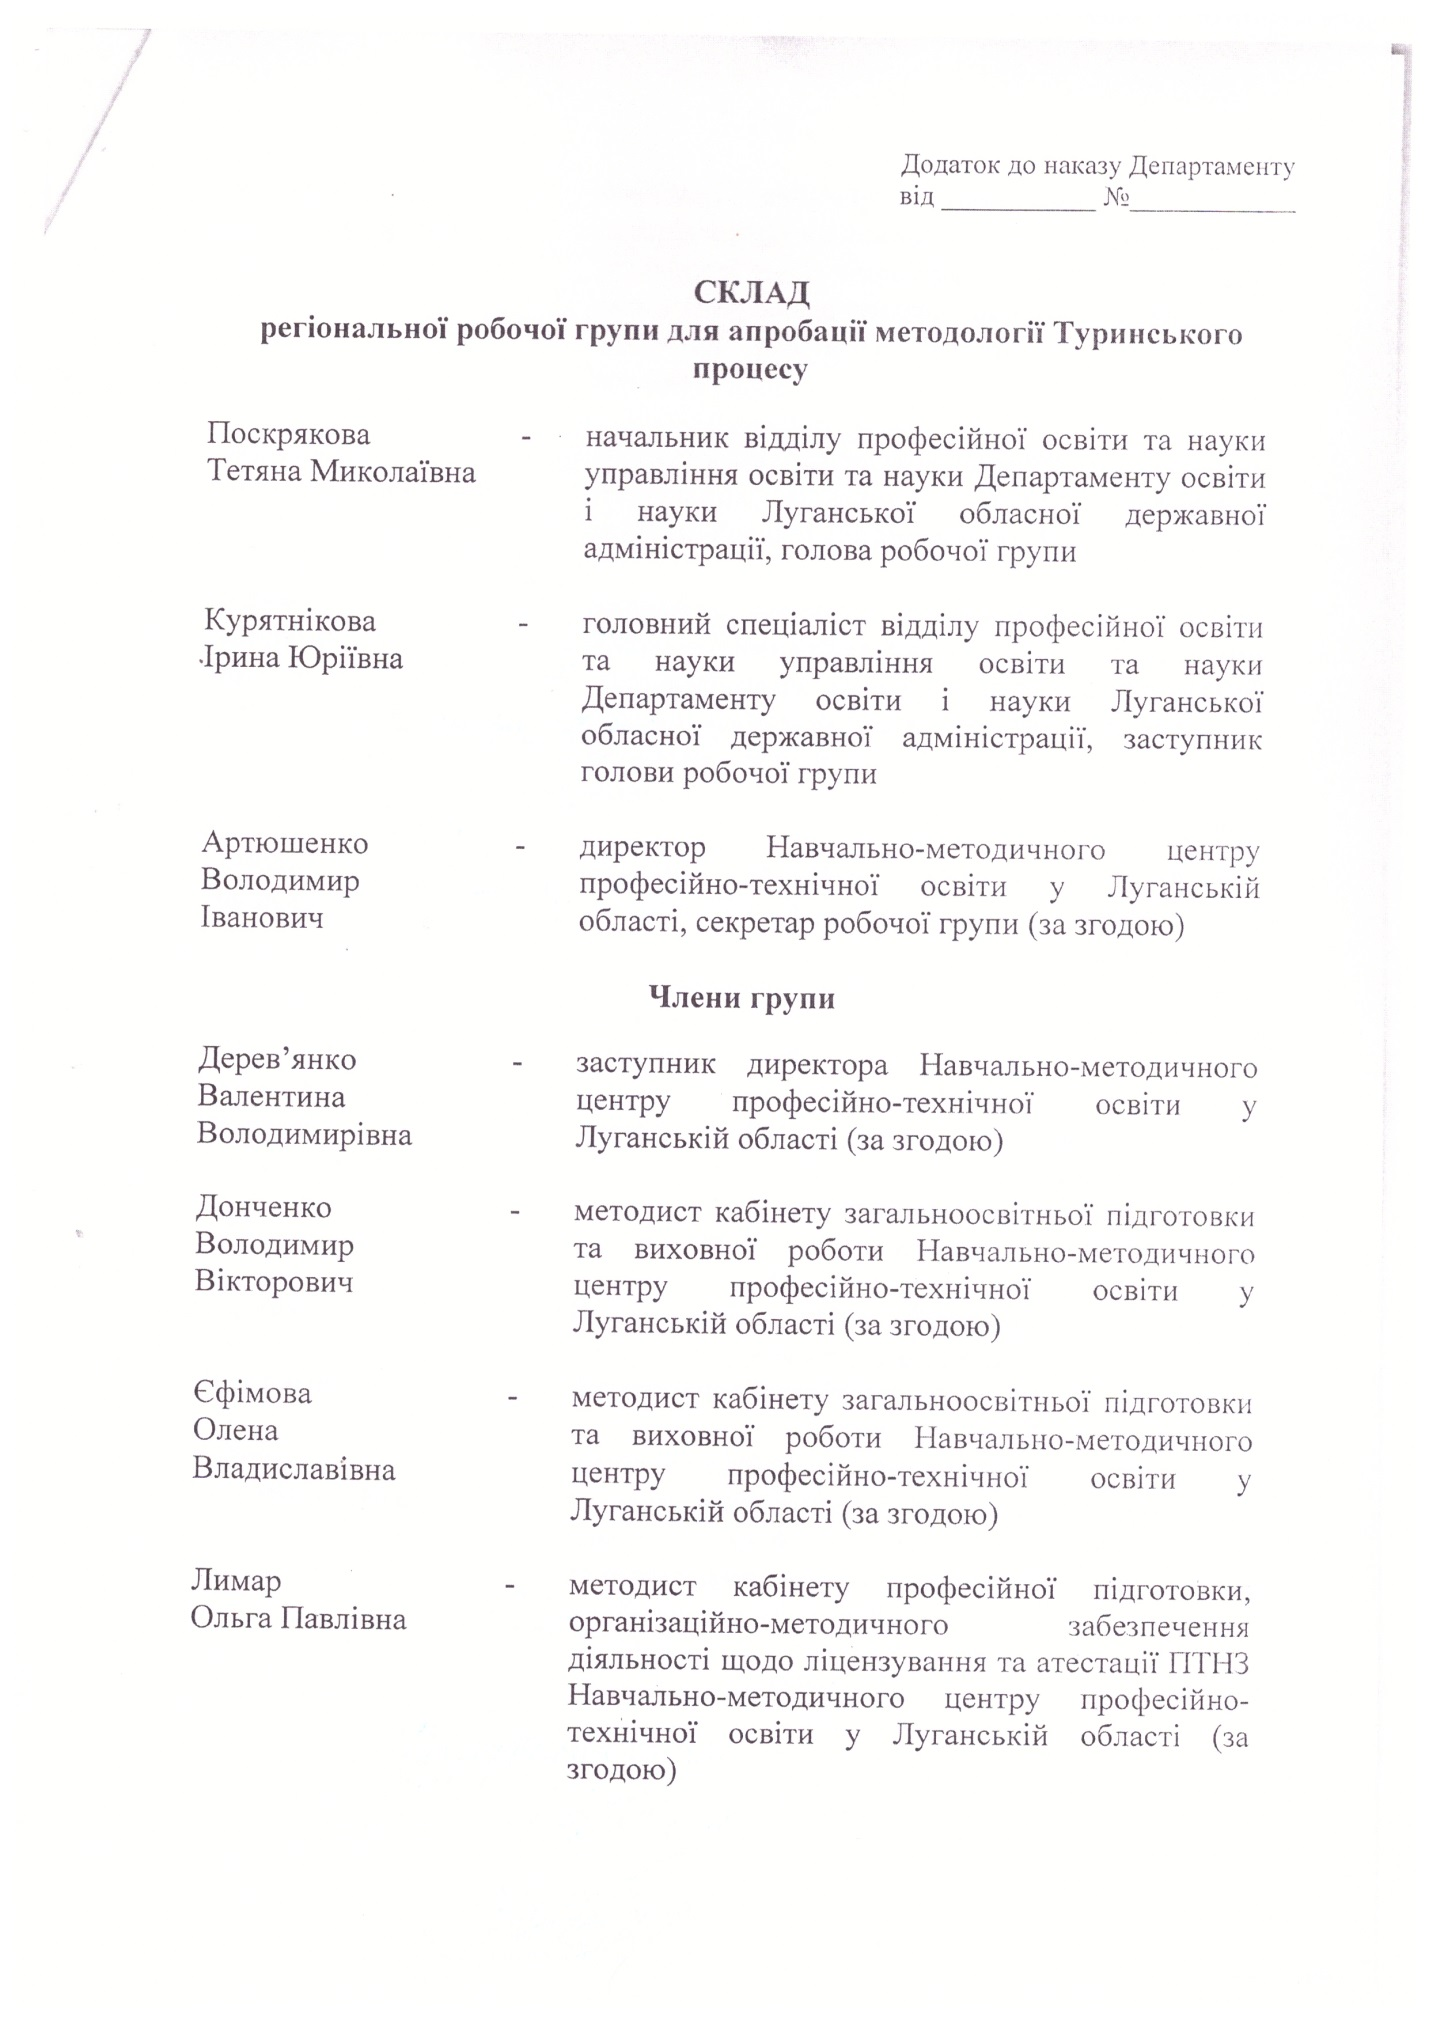 Додаток до наказу Департаменту
від ____________ №_____________
СКЛАД
регіональної робочої групи для апробації методології Туринського
процесу
Поскрякова - начальник відділу професійної освіти та науки
Тетяна Миколаївна управління освіти та науки Департаменту освіти
і науки Луганської обласної державної
адміністрації, голова робочої групи
Курятнікова - головний спеціаліст відділу професійної освіти
Ірина Юріївна та науки управління освіти та науки
Департаменту освіти і науки Луганської
обласної державної адміністрації, заступник
голови робочої групи
Артюшенко - директор Навчально-методичного центру
Володимир професійно-технічної освіти у Луганській
Іванович області, секретар робочої групи (за згодою)
Члени групи
Дерев’янко - заступник директора Навчально-методичного
Валентина центру професійно-технічної освіти у
Володимирівна Луганській області (за згодою)
Донченко - методист кабінету загальноосвітньої підготовки
Володимир та виховної роботи Навчально-методичного
Вікторович центру професійно-технічної освіти у
Луганській області (за згодою)
Єфімова - методист кабінету загальноосвітньої підготовки
Олена та виховної роботи Навчально-методичного
Владиславівна центру професійно-технічної освіти у
Луганській області (за згодою)
Лимар - методист кабінету професійної підготовки,
Ольга Павлівна організаційно-методичного забезпечення
діяльності щодо ліцензування та атестації ПТНЗ
Навчально-методичного центру професійно-
технічної освіти у Луганській області (за
згодою)